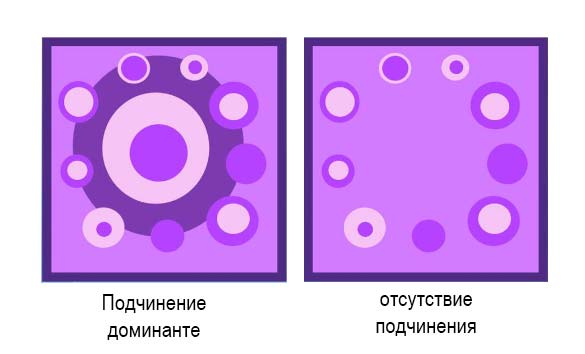 Подчинение
доминанте
отсутствие
подчинения